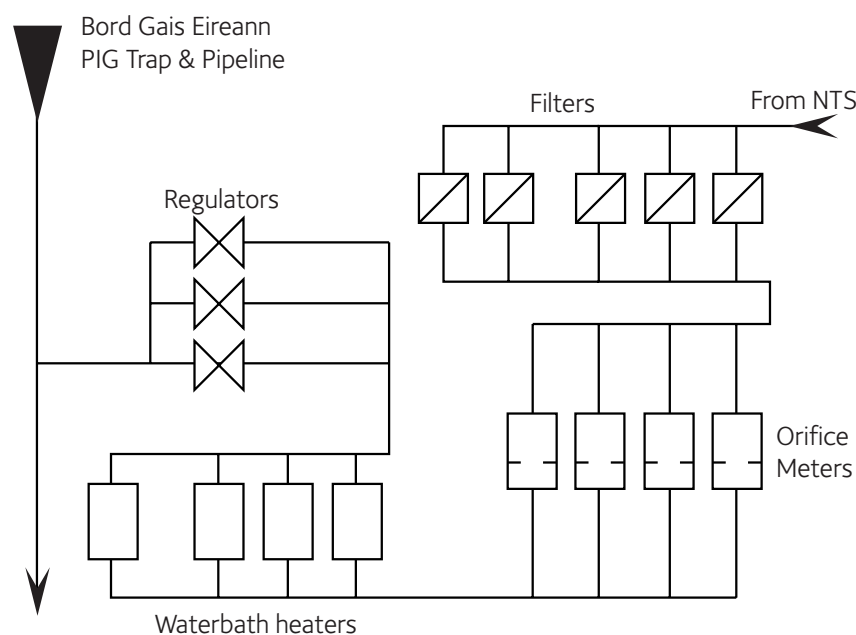 Bord Gais Eireann
PIG Trap & Pipeline
Filters
From NTS
Regulators
Orifice
Meters
Waterbath heaters